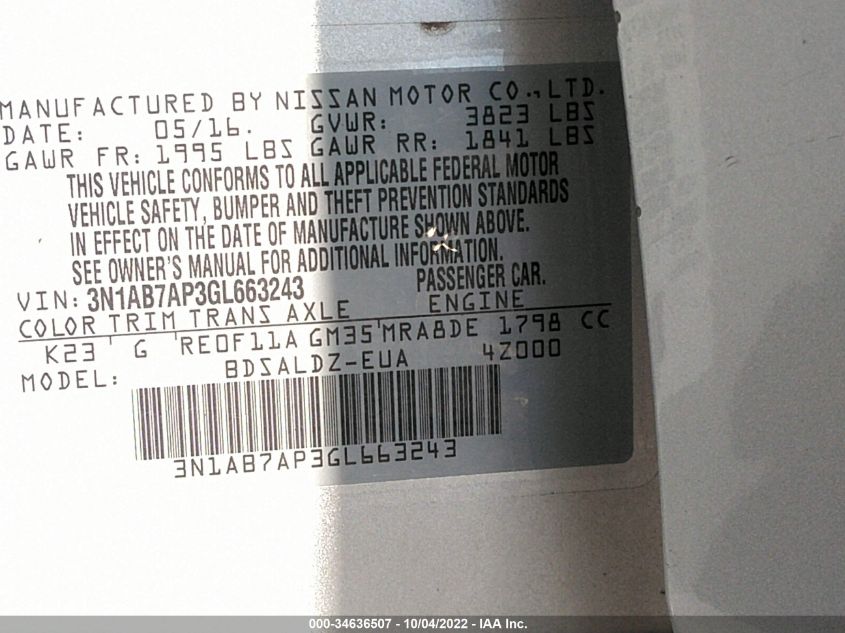 MANUFACTURED BY NISSAN MOTOR CO.,LTD.
DATE: 05/16. GVWR: 3823 LBS
GAWR FR: 1995 LBS GAWR RR: 1841 LBS
THIS VEHICLE CONFORMS TO ALL APPLICABLE FEDERAL MOTOR
VEHICLE SAFETY, BUMPER AND THEFT PREVENTION STANDARDS
IN EFFECT ON THE DATE OF MANUFACTURE SHOWN ABOVE.
SEE OWNER'S MANUAL FOR ADDITIONAL INFORMATION.
VIN: 3N1AB7AP3GL663243 PASSENGER CAR.
COLOR TRIM TRANS AXLE ENGINE
K23 G RE0F11A GM35 MRA8DE 1798 CC
MODEL: BDSALDZ-EUA 4Z000
3N1AB7AP3GL663243
000-34636507 - 10/04/2022 - IAA Inc.